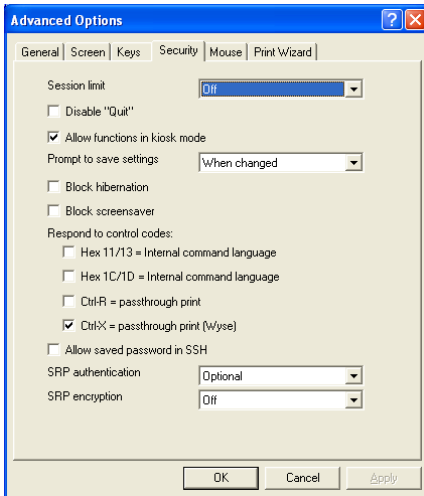 Advanced Options
General Screen Keys Security Mouse Print Wizard
Session limit Off
Disable "Quit"
Allow functions in kiosk mode
Prompt to save settings When changed
Block hibernation
Block screensaver
Respond to control codes:
Hex 11/13 = Internal command language
Hex 1C/1D = Internal command language
Ctrl-R = passthrough print
Ctrl-X = passthrough print (Wyse)
Allow saved password in SSH
SRP authentication Optional
SRP encryption Off
OK Cancel Apply